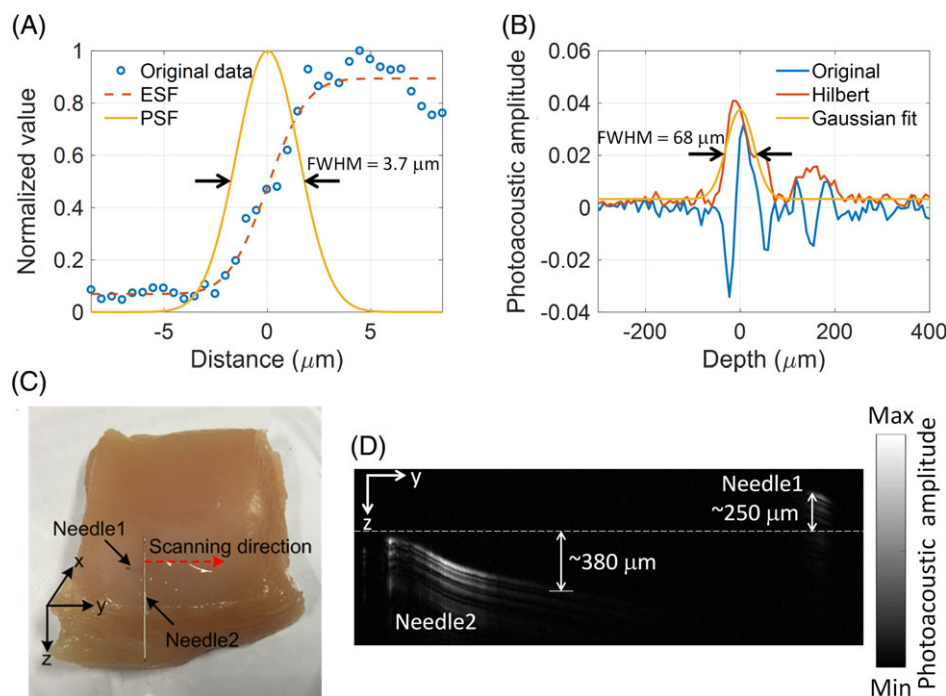 (A)
Normalized value
1
0.8
0.6
0.4
0.2
0
Original data
ESF
PSF
FWHM = 3.7 μm
-5
0
5
Distance (μm)
(B)
Photoacoustic amplitude
0.06
0.04
0.02
0
-0.02
-0.04
Original
Hilbert
Gaussian fit
FWHM = 68 μm
-200
0
200
400
Depth (μm)
(C)
Needle1
Scanning direction
x
y
z
Needle2
(D)
y
z
Needle1
~250 μm
~380 μm
Needle2
Max
Photoacoustic amplitude
Min